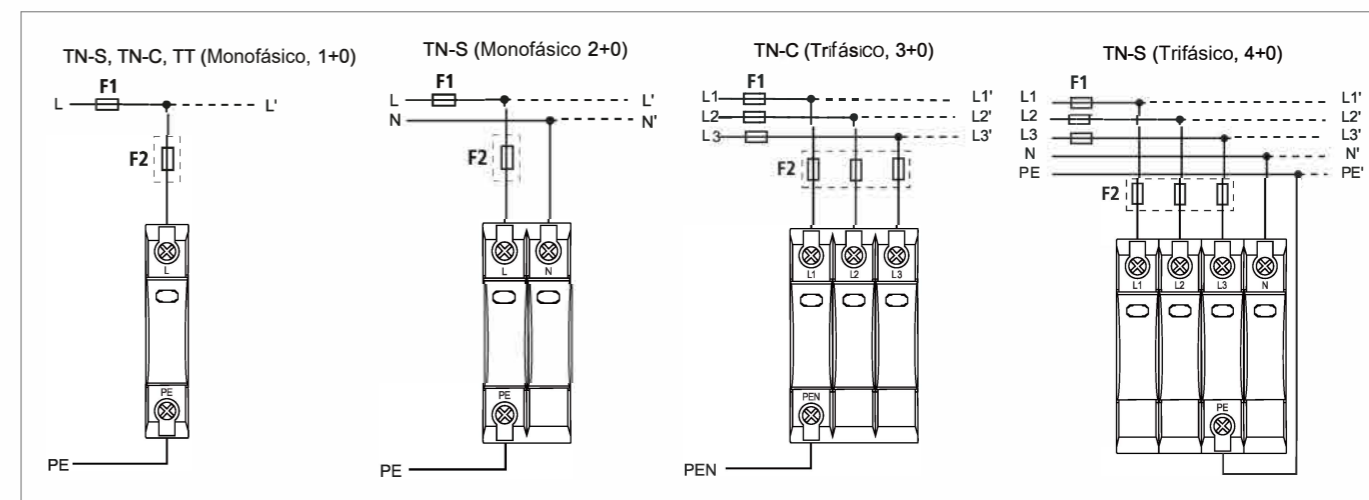 TN-S, TN-C, TT (Monofásico, 1+0)
F1
L
L'
F2
L
PE
PE
TN-S (Monofásico 2+0)
F1
L
L'
N
N'
F2
L N
PE
PE
TN-C (Trifásico, 3+0)
F1
L1
L1'
L2
L2'
L3
L3'
F2
L1 L2 L3
PEN
PEN
TN-S (Trifásico, 4+0)
F1
L1
L1'
L2
L2'
L3
L3'
N
N'
PE
PE'
F2
L1 L2 L3 N
PE